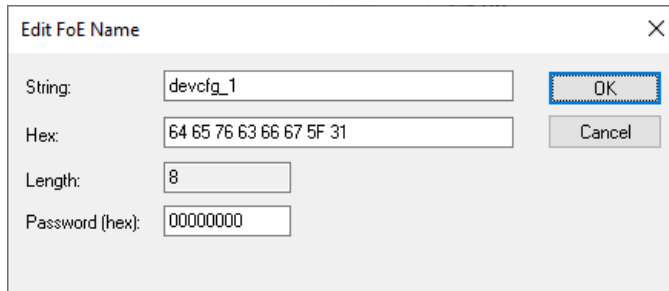 Edit FoE Name
String: devcfg_1 OK
Hex: 64 65 76 63 66 67 5F 31 Cancel
Length: 8
Password (hex): 00000000